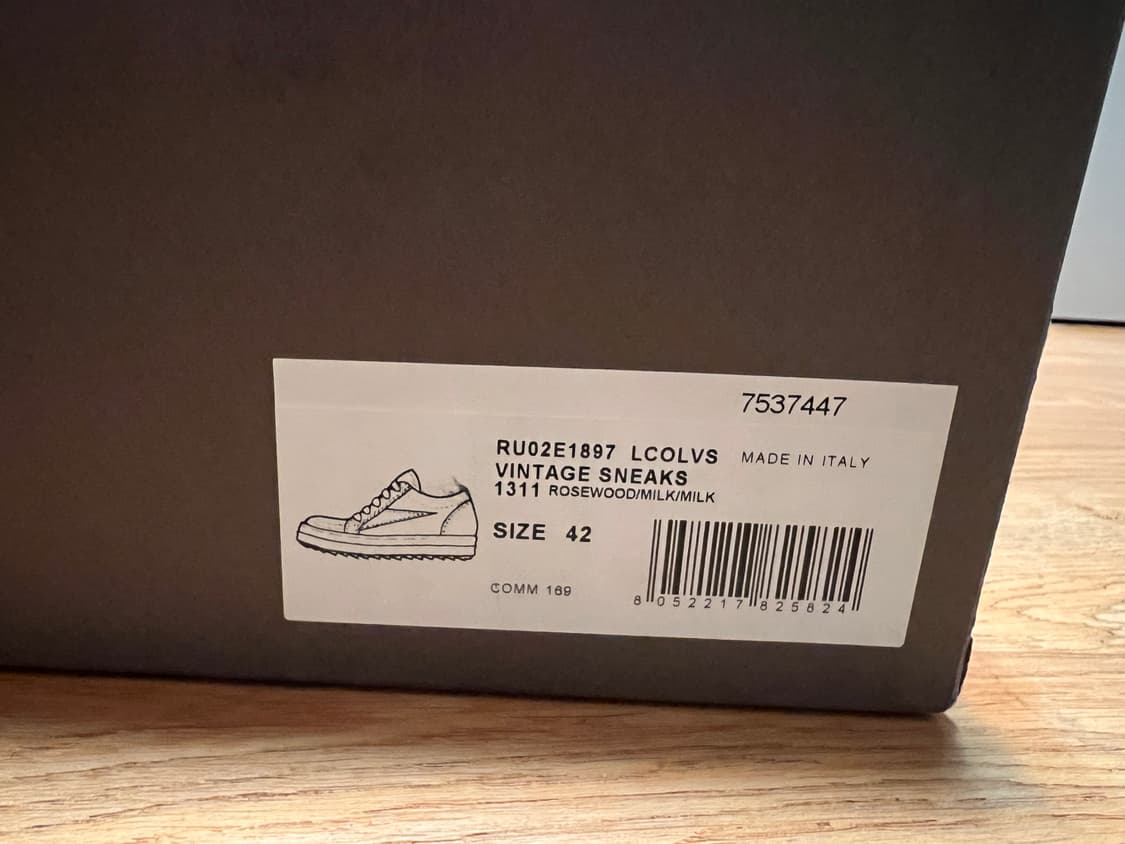 7537447
RU02E1897 LCOLVS MADE IN ITALY
VINTAGE SNEAKS
1311 ROSEWOOD/MILK/MILK
SIZE 42
COMM 169
8 052217 825824